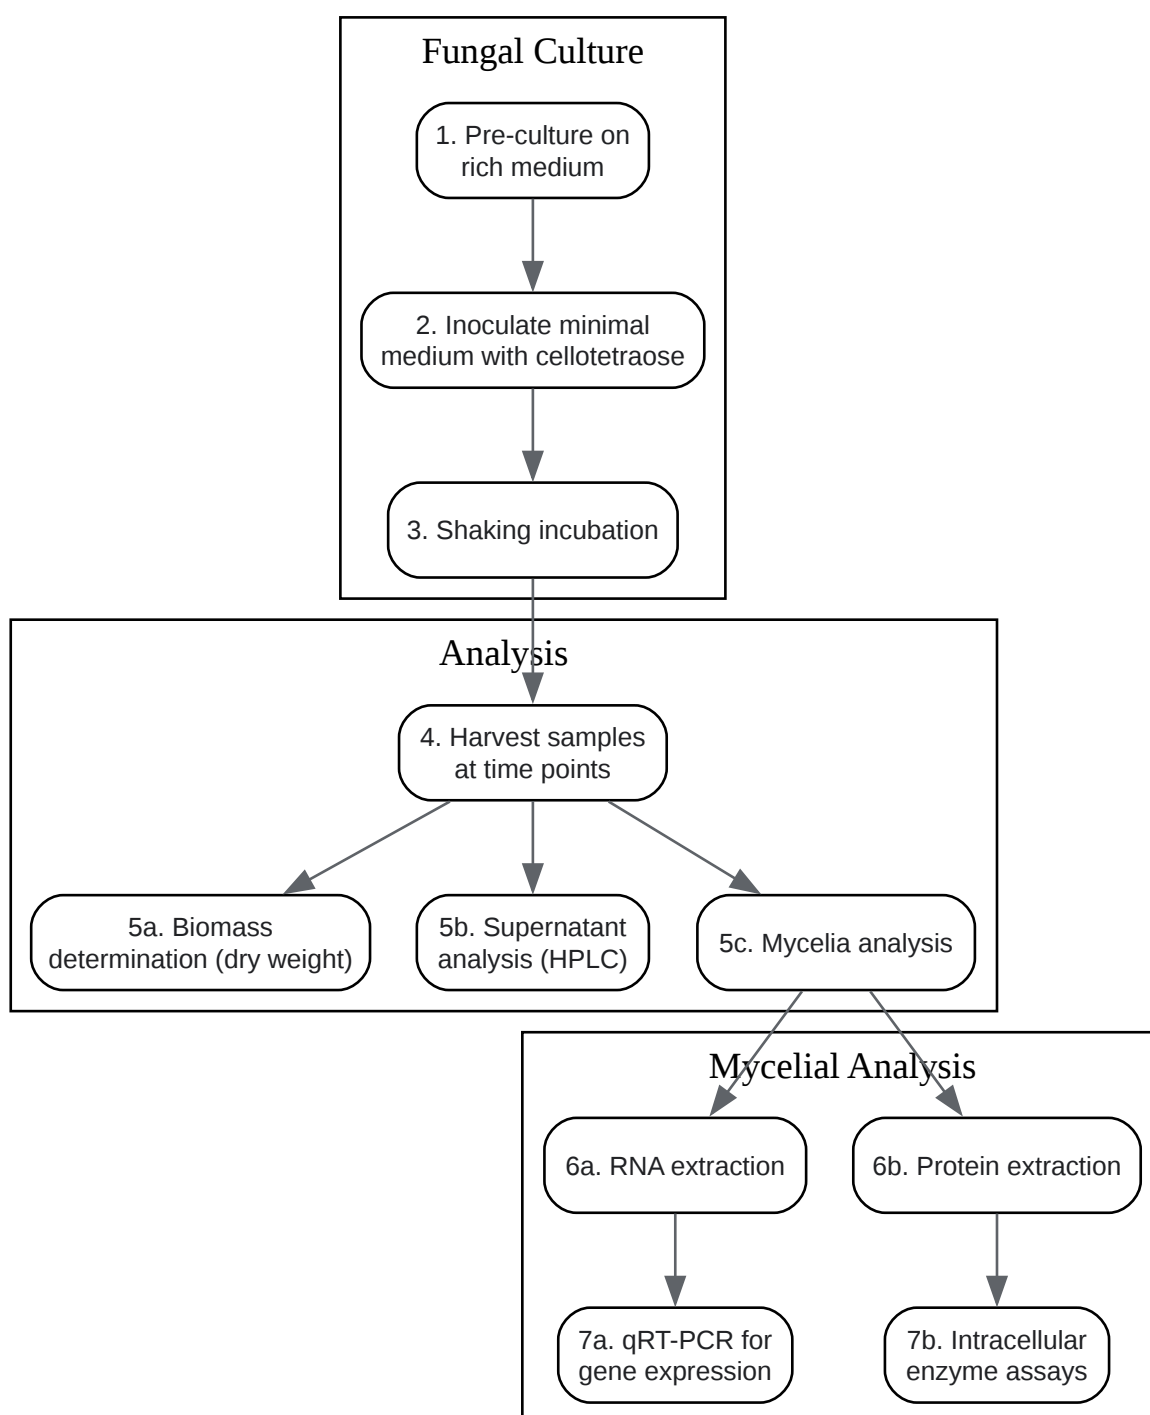 Fungal Culture
1. Pre-culture on
rich medium
2. Inoculate minimal
medium with cellotetraose
3. Shaking incubation
Analysis
4. Harvest samples
at time points
5a. Biomass
determination (dry weight)
5b. Supernatant
analysis (HPLC)
5c. Mycelia analysis
Mycelial Analysis
6a. RNA extraction
6b. Protein extraction
7a. qRT-PCR for
gene expression
7b. Intracellular
enzyme assays